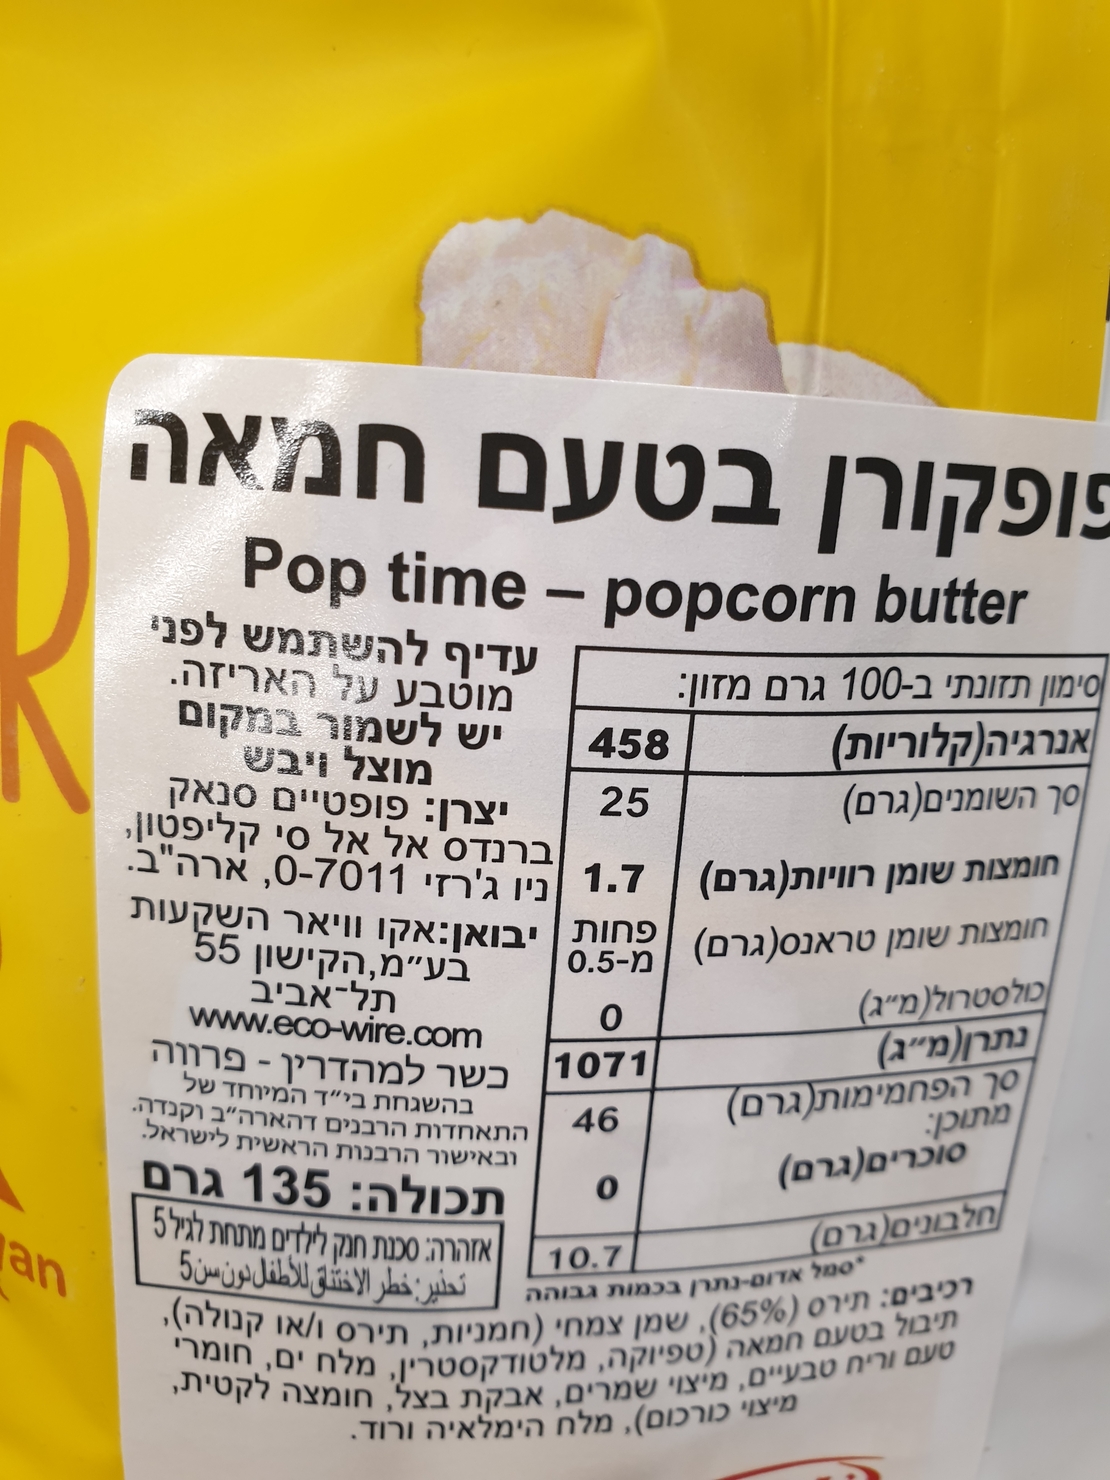 פופקורן בטעם חמאה
Pop time – popcorn butter
עדיף להשתמש לפני
מוטבע על האריזה.
יש לשמור במקום
מוצל ויבש
יצרן: פופטיים סנאק
ברנדס אל אל סי קליפטון,
ניו ג'רזי 0-7011, ארה"ב.
יבואן:אקו וויאר השקעות
בע״מ,הקישון 55
תל־אביב
www.eco-wire.com
כשר למהדרין - פרווה
בהשגחת בי״ד המיוחד של
התאחדות הרבנים דהארה״ב וקנדה.
ובאישור הרבנות הראשית לישראל.
תכולה: 135 גרם
אזהרה: סכנת חנק לילדים מתחת לגיל 5
تحذير: خطر الاختناق للأطفال دون سن 5
סימון תזונתי ב-100 גרם מזון:
אנרגיה(קלוריות) 458
סך השומנים(גרם) 25
חומצות שומן רוויות(גרם) 1.7
חומצות שומן טראנס(גרם) פחות מ-0.5
כולסטרול(מ״ג) 0
נתרן(מ״ג) 1071
סך הפחמימות(גרם) 46
מתוכן:
סוכרים(גרם) 0
חלבונים(גרם) 10.7
*סמל אדום-נתרן בכמות גבוהה
רכיבים: תירס (65%), שמן צמחי (חמניות, תירס ו/או קנולה),
תיבול בטעם חמאה (טפיוקה, מלטודקסטרין, מלח ים, חומרי
טעם וריח טבעיים, מיצוי שמרים, אבקת בצל, חומצה לקטית,
מיצוי כורכום), מלח הימלאיה ורוד.